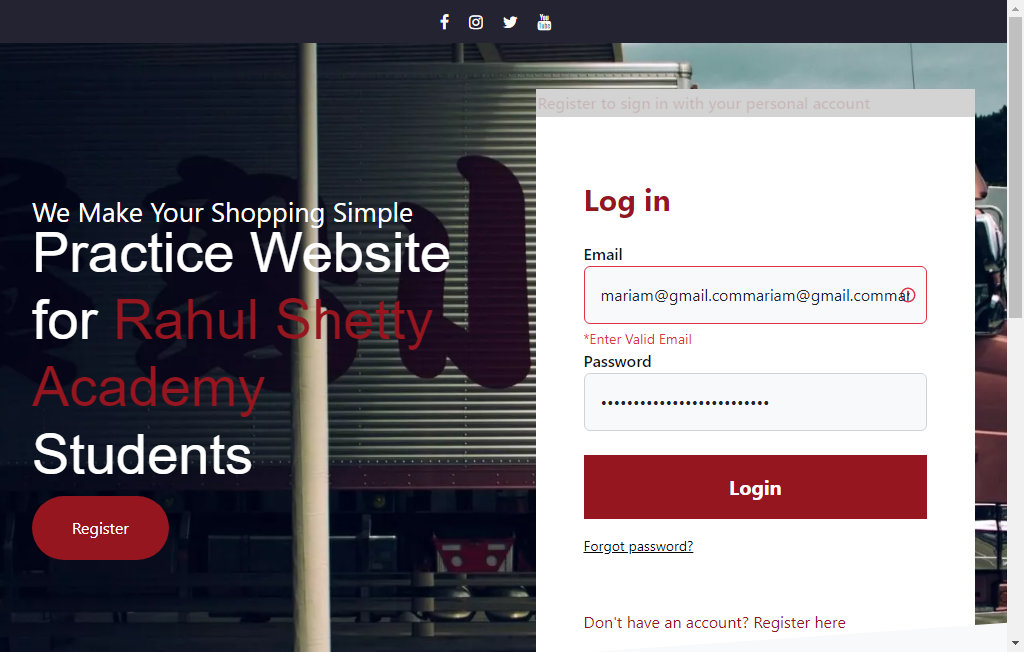 Register to sign in with your personal account
We Make Your Shopping Simple
Practice Website
for Rahul Shetty
Academy
Students
Register
Log in
Email
mariam@gmail.commariam@gmail.commar
*Enter Valid Email
Password
Login
Forgot password?
Don't have an account? Register here